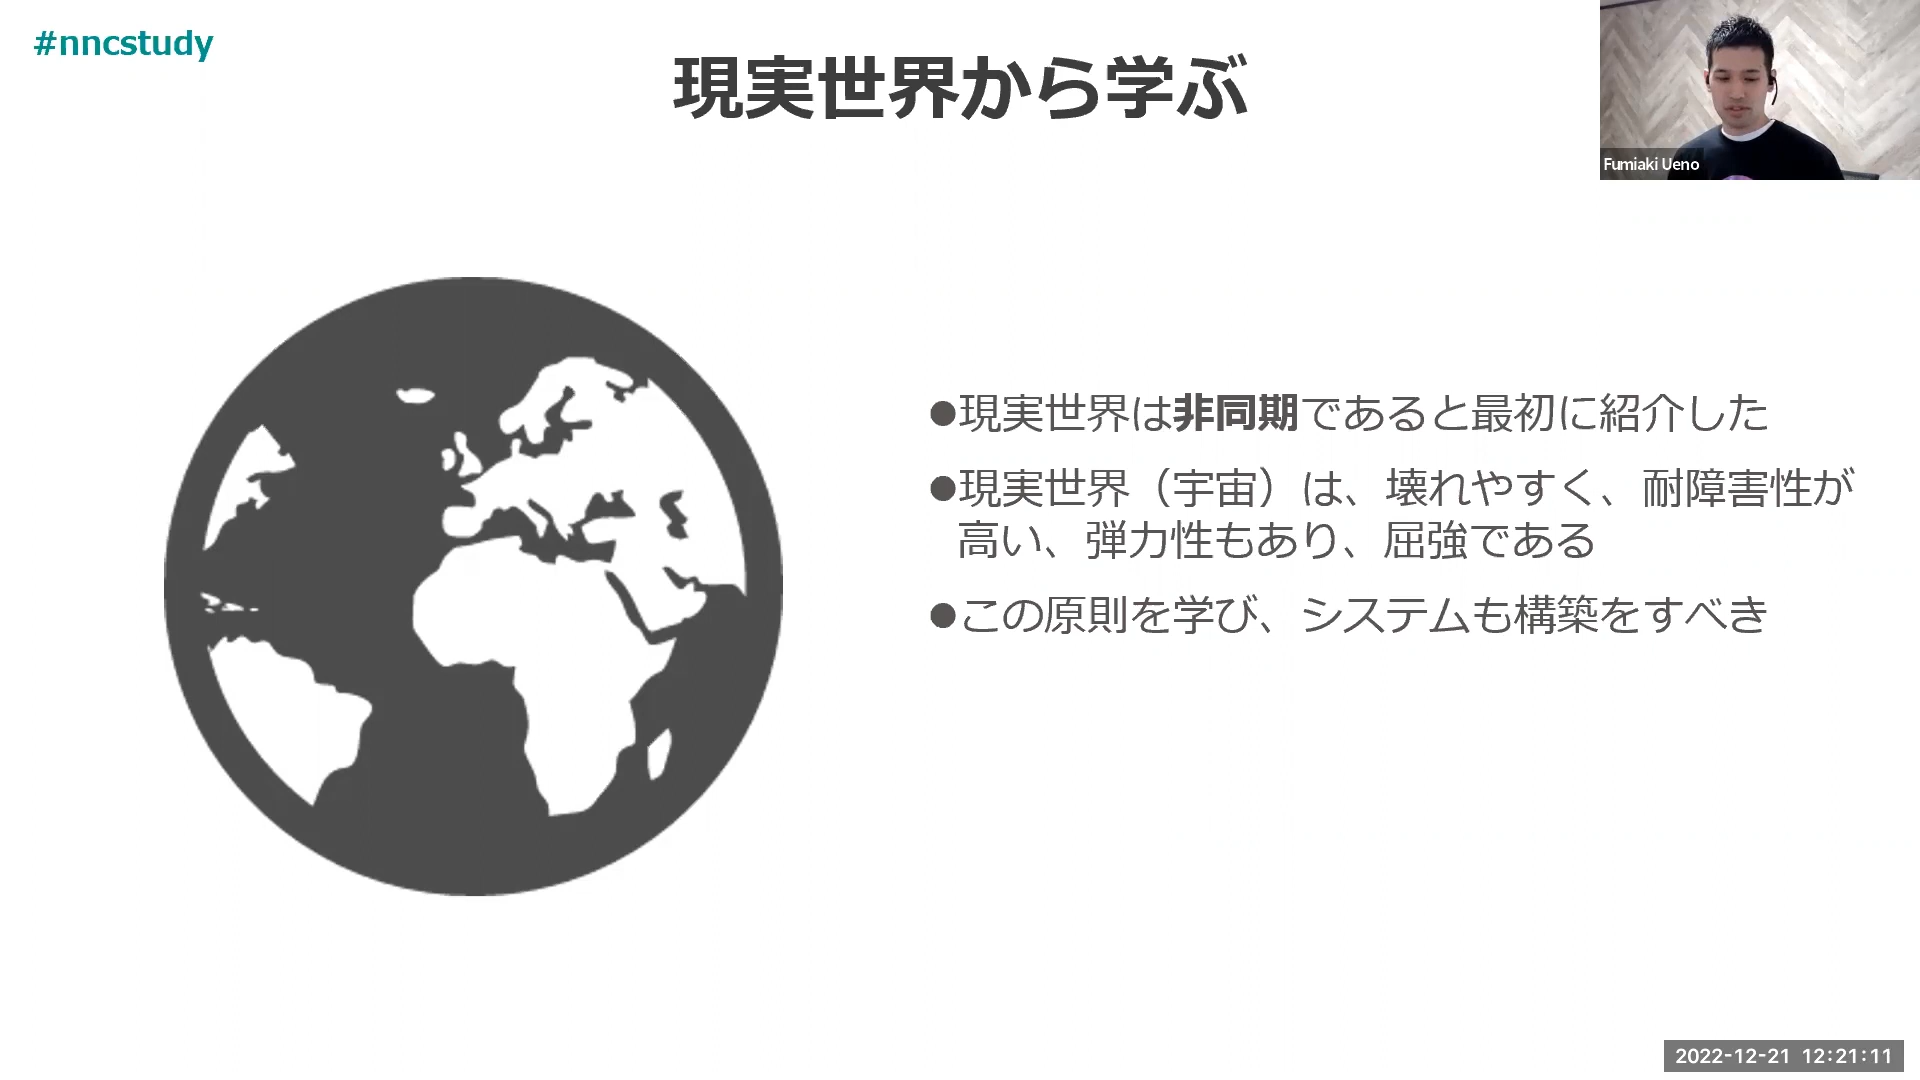 #nncstudy
現実世界から学ぶ
Fumiaki Ueno
●現実世界は非同期であると最初に紹介した
●現実世界（宇宙）は、壊れやすく、耐障害性が
高い、弾力性もあり、屈強である
●この原則を学び、システムも構築をすべき
2022-12-21 12:21:11